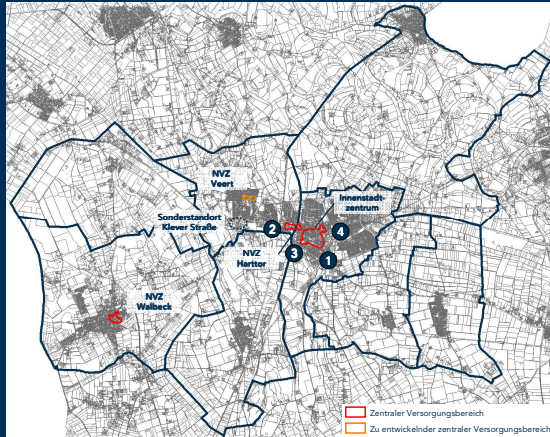 NVZ
Veert
Innenstadt-
zentrum
Sonderstandort
Klever Straße
2
4
NVZ
Harttor
3
1
NVZ
Walbeck
Zentraler Versorgungsbereich
Zu entwickelnder zentraler Versorgungsbereich